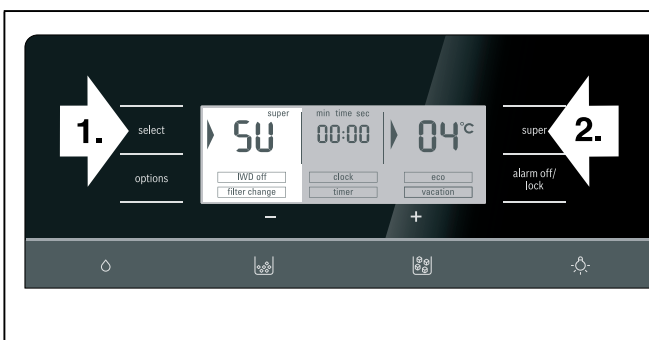 1.
select
options
super
SU
min time sec
00:00
04°C
IWD off
filter change
clock
timer
eco
vacation
super
2.
alarm off/
lock
− +